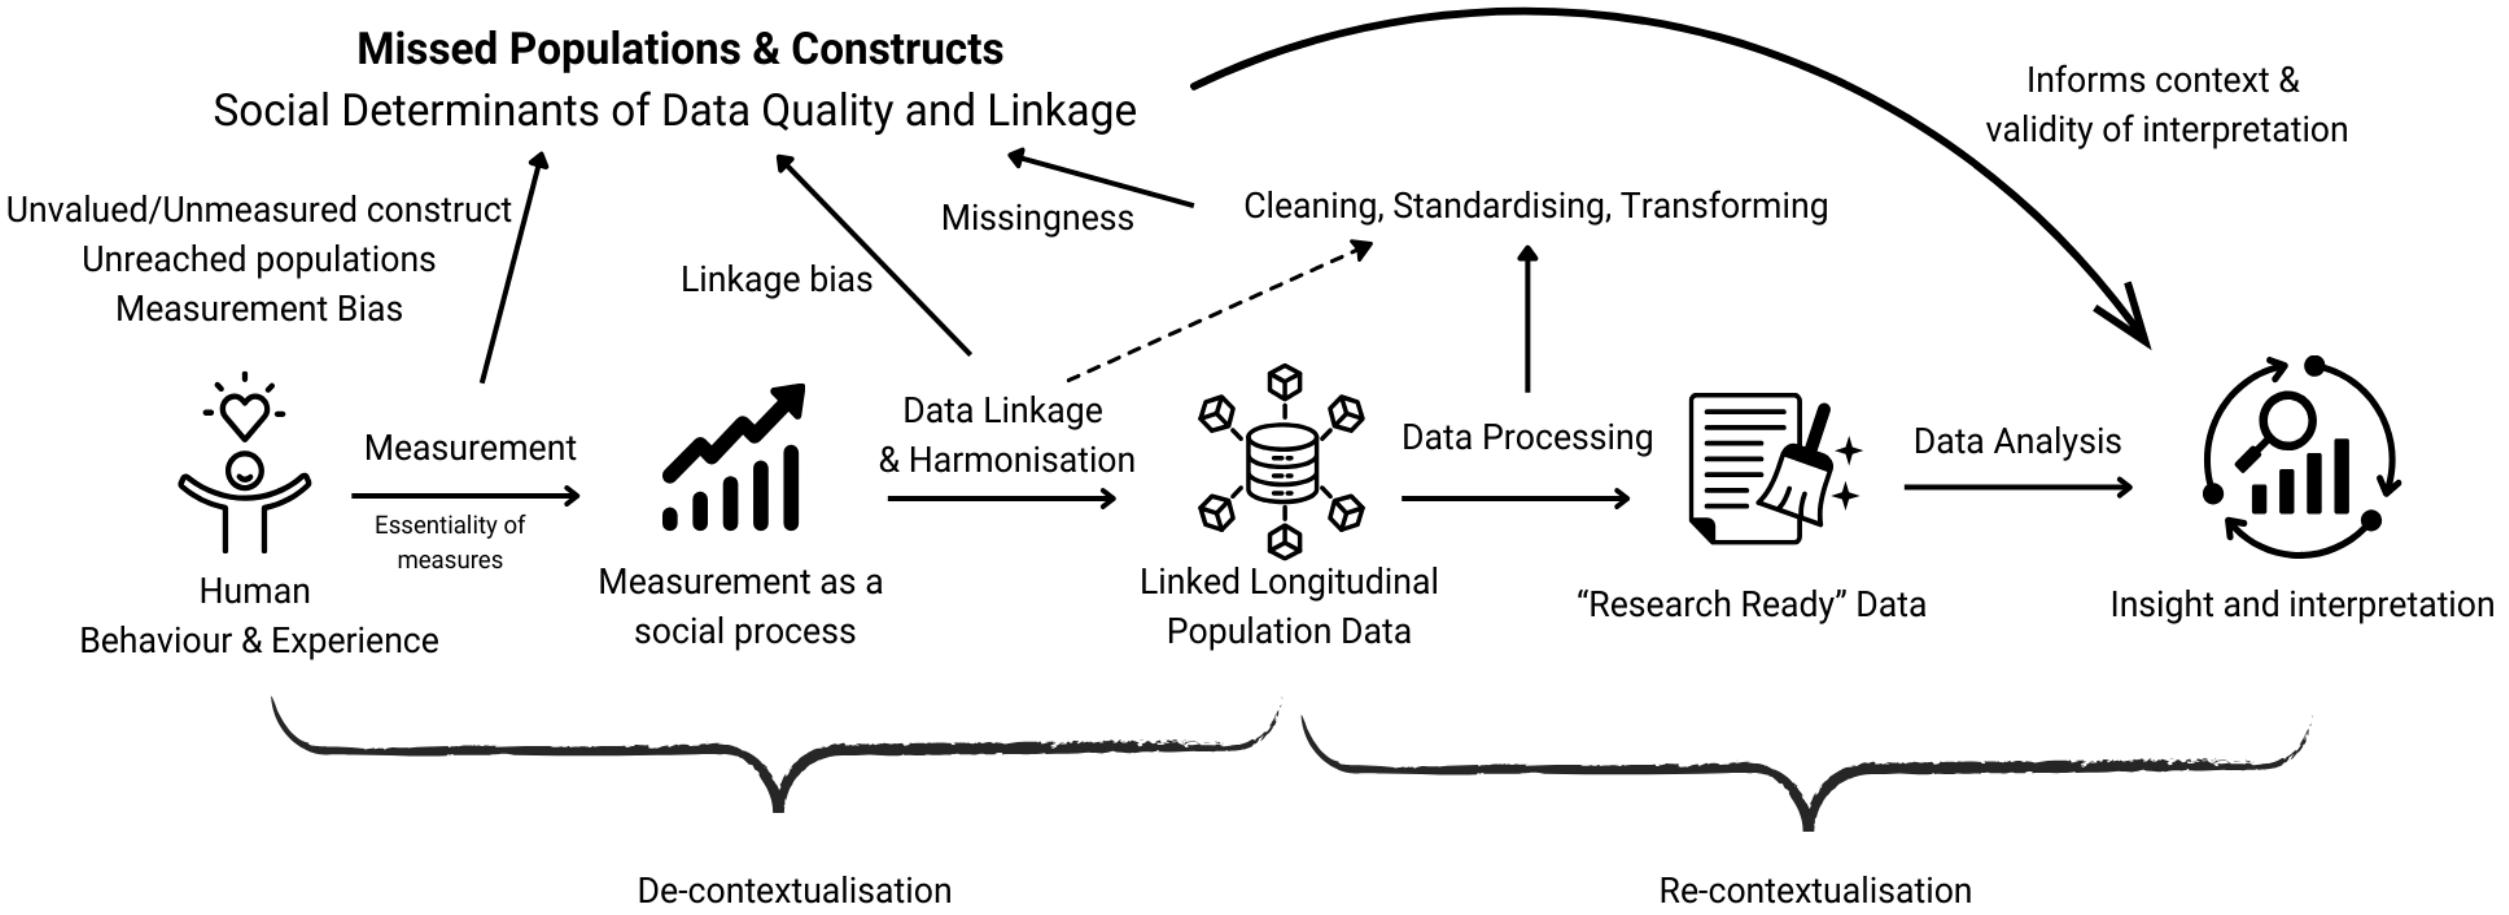 Missed Populations & Constructs
Social Determinants of Data Quality and Linkage
Informs context &
validity of interpretation
Unvalued/Unmeasured construct
Unreached populations
Measurement Bias
Linkage bias
Missingness
Cleaning, Standardising, Transforming
Measurement
Essentiality of
measures
Data Linkage
& Harmonisation
Data Processing
Data Analysis
Human
Behaviour & Experience
Measurement as a
social process
Linked Longitudinal
Population Data
“Research Ready” Data
Insight and interpretation
De-contextualisation
Re-contextualisation